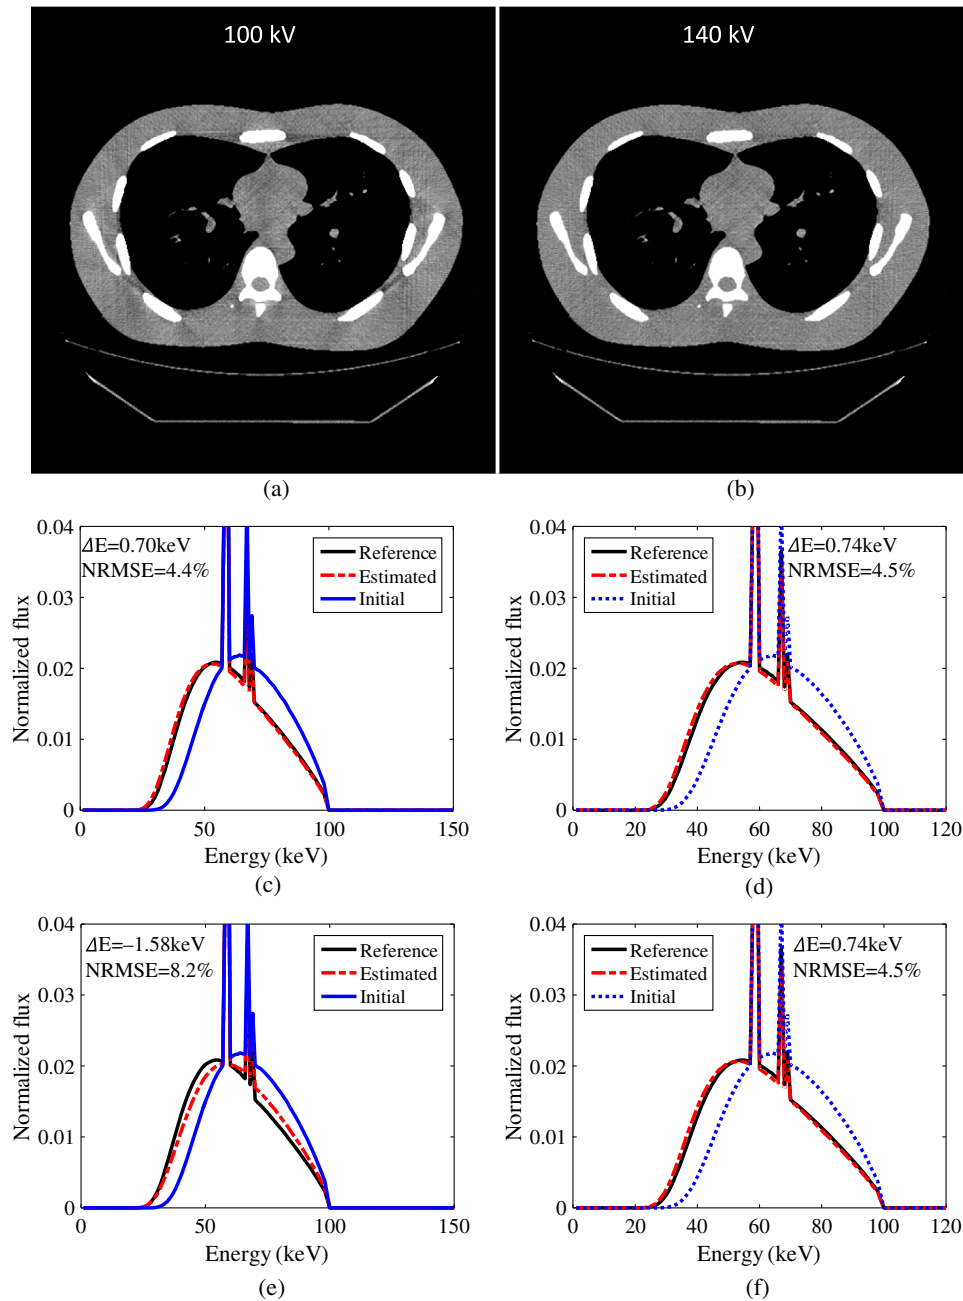 100 kV
140 kV
(a)
(b)
0.04
0.03
0.02
0.01
0
Normalized flux
ΔE=0.70keV
NRMSE=4.4%
Reference
Estimated
Initial
0
50
100
150
Energy (keV)
(c)
0.04
0.03
0.02
0.01
0
Normalized flux
Reference
Estimated
Initial
ΔE=0.74keV
NRMSE=4.5%
0
20
40
60
80
100
120
Energy (keV)
(d)
0.04
0.03
0.02
0.01
0
Normalized flux
ΔE=−1.58keV
NRMSE=8.2%
Reference
Estimated
Initial
0
50
100
150
Energy (keV)
(e)
0.04
0.03
0.02
0.01
0
Normalized flux
Reference
Estimated
Initial
ΔE=0.74keV
NRMSE=4.5%
0
20
40
60
80
100
120
Energy (keV)
(f)